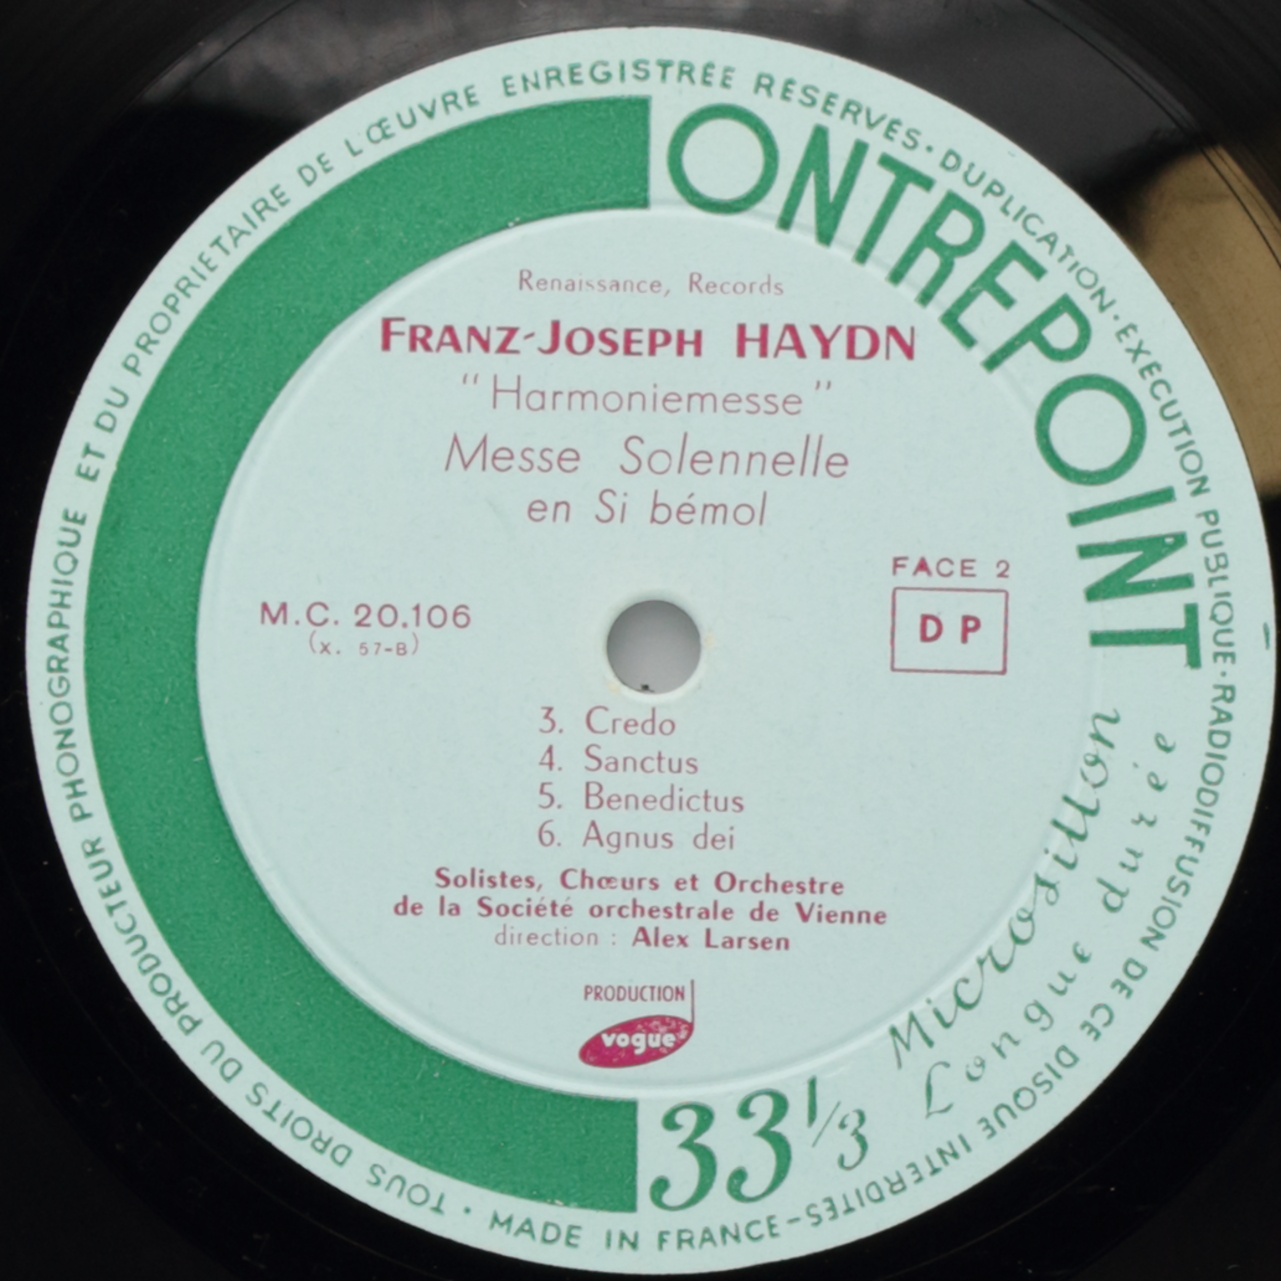 TOUS DROITS DU PRODUCTEUR PHONOGRAPHIQUE ET DU PROPRIETAIRE DE L'ŒUVRE ENREGISTRÉE RÉSERVÉS · DUPLICATION · EXÉCUTION PUBLIQUE · RADIODIFFUSION DE CE DISQUE INTERDITES - MADE IN FRANCE ·
ONTREPOINT
Renaissance, Records
FRANZ-JOSEPH HAYDN
"Harmoniemesse"
Messe Solennelle
en Si bémol
FACE 2
M.C. 20.106
D P
(x. 57-B)
3. Credo
4. Sanctus
5. Benedictus
6. Agnus dei
Solistes, Chœurs et Orchestre
de la Société orchestrale de Vienne
direction : Alex Larsen
PRODUCTION
vogue
Microsillon
Longue durée
33 1/3